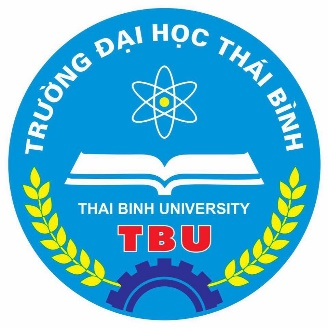 TRƯỜNG ĐẠI HỌC THÁI BÌNH
THAI BINH UNIVERSITY
TBU